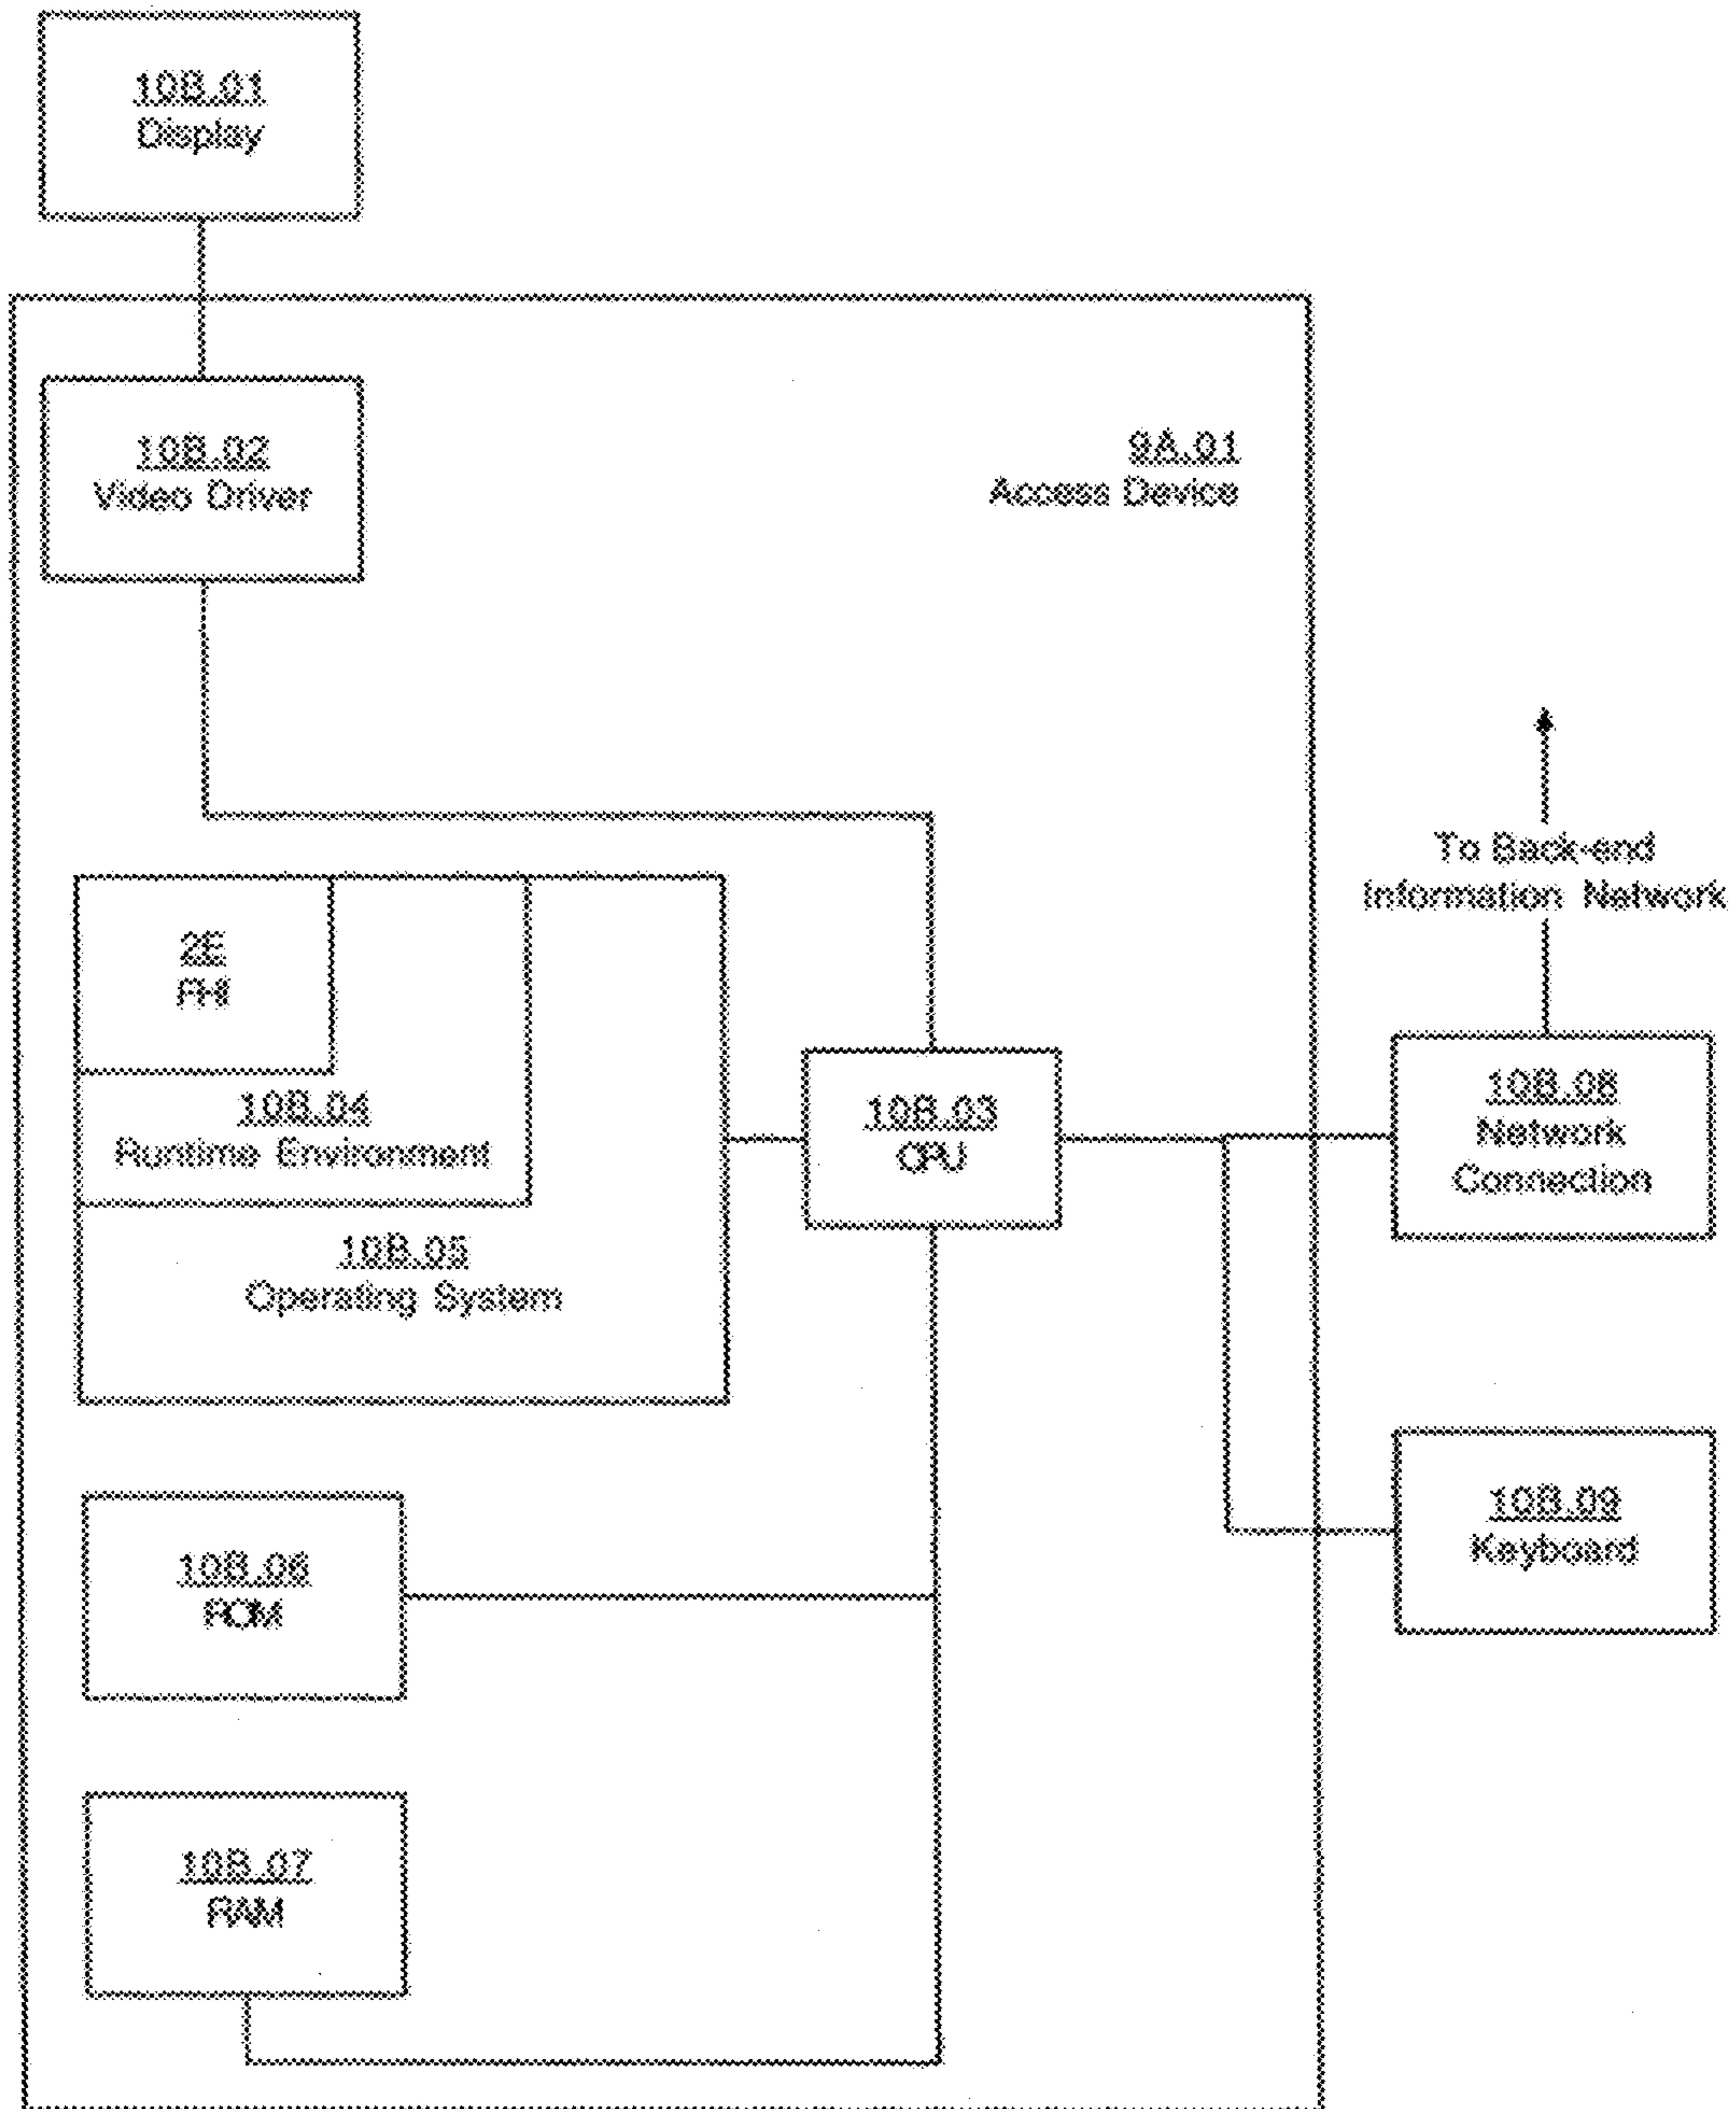 10B.01
Display
10B.02
Video Driver
9A.01
Access Device
To Back-end
Information Network
2E
FHI
10B.04
Runtime Environment
10B.05
Operating System
10B.03
CPU
10B.08
Network
Connection
10B.09
Keyboard
10B.06
ROM
10B.07
RAM